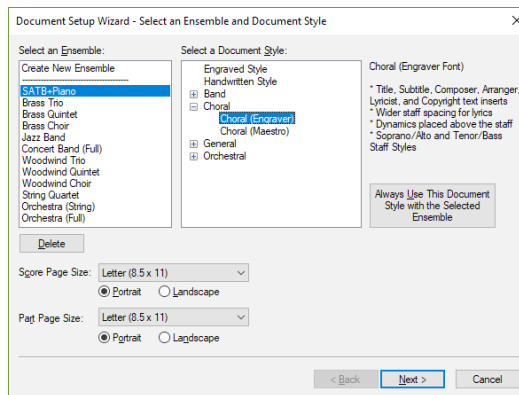 Document Setup Wizard - Select an Ensemble and Document Style
Select an Ensemble:
Create New Ensemble
SATB+Piano
Brass Trio
Brass Quintet
Brass Choir
Jazz Band
Concert Band (Full)
Woodwind Trio
Woodwind Quintet
Woodwind Choir
String Quartet
Orchestra (String)
Orchestra (Full)
Delete
Select a Document Style:
Engraved Style
Handwritten Style
Band
Choral
Choral (Engraver)
Choral (Maestro)
General
Orchestral
Choral (Engraver Font)
* Title, Subtitle, Composer, Arranger,
Lyricist, and Copyright text inserts
* Wider staff spacing for lyrics
* Dynamics placed above the staff
* Soprano/Alto and Tenor/Bass
Staff Styles
Always Use This Document
Style with the Selected
Ensemble
Score Page Size: Letter (8.5 x 11)
Portrait Landscape
Part Page Size: Letter (8.5 x 11)
Portrait Landscape
< Back Next > Cancel